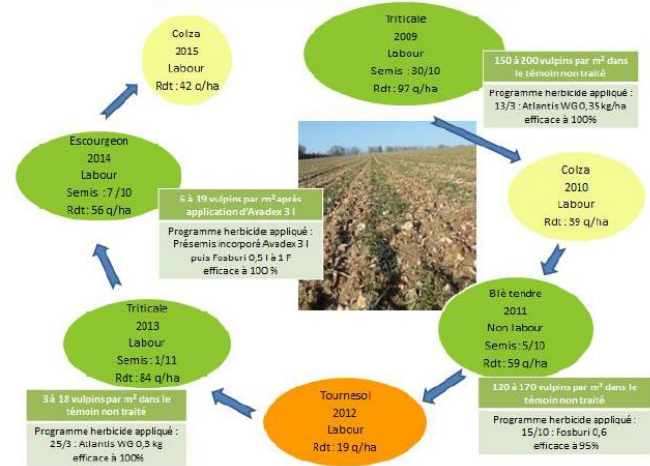 Triticale
2009
Labour
Semis : 30/10
Rdt : 97 q/ha
150 à 200 vulpins par m² dans
le témoin non traité
Programme herbicide appliqué :
13/3 : Atlantis WG 0,35kg/ha
efficace à 100%
Colza
2010
Labour
Rdt : 39 q/ha
Blé tendre
2011
Non labour
Semis : 5/10
Rdt : 59 q/ha
120 à 170 vulpins par m² dans le
témoin non traité
Programme herbicide appliqué :
15/10 : Fosburi 0,6
efficace à 95%
Tournesol
2012
Labour
Rdt : 19 q/ha
Triticale
2013
Labour
Semis : 1/11
Rdt : 84 q/ha
3 à 18 vulpins par m² dans le
témoin non traité
Programme herbicide appliqué :
25/3 : Atlantis WG 0,3 kg
efficace à 100%
Escourgeon
2014
Labour
Semis : 7/10
Rdt : 56 q/ha
6 à 19 vulpins par m² après
application d'Avadex 3 l
Programme herbicide appliqué :
Présemis incorporé Avadex 3 l
puis Fosburi 0,5 l à 1 F
efficace à 100 %
Colza
2015
Labour
Rdt : 42 q/ha